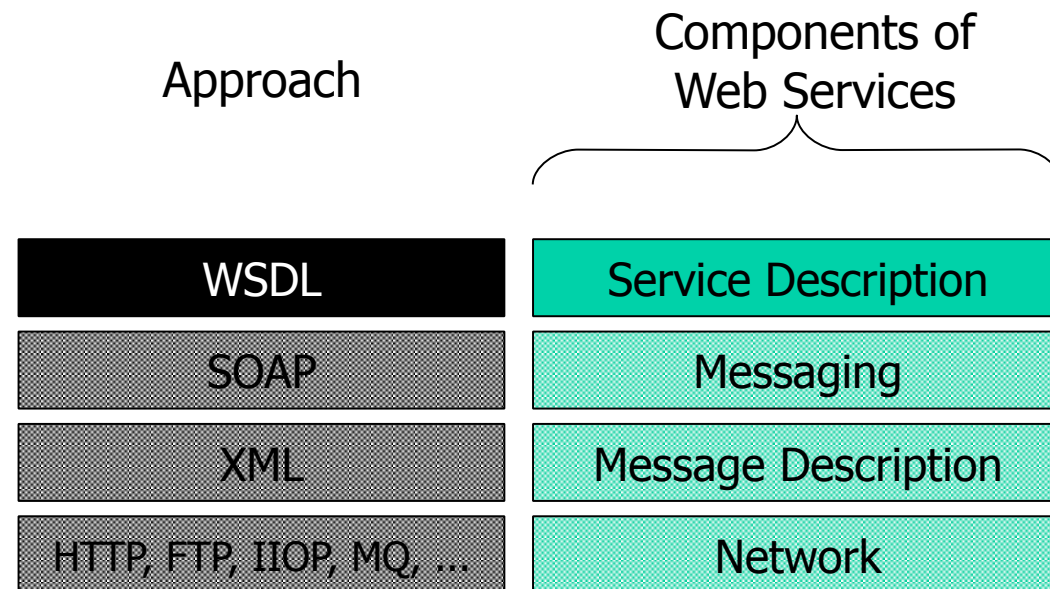 Approach
Components of
Web Services
WSDL
Service Description
SOAP
Messaging
XML
Message Description
HTTP, FTP, IIOP, MQ, ...
Network